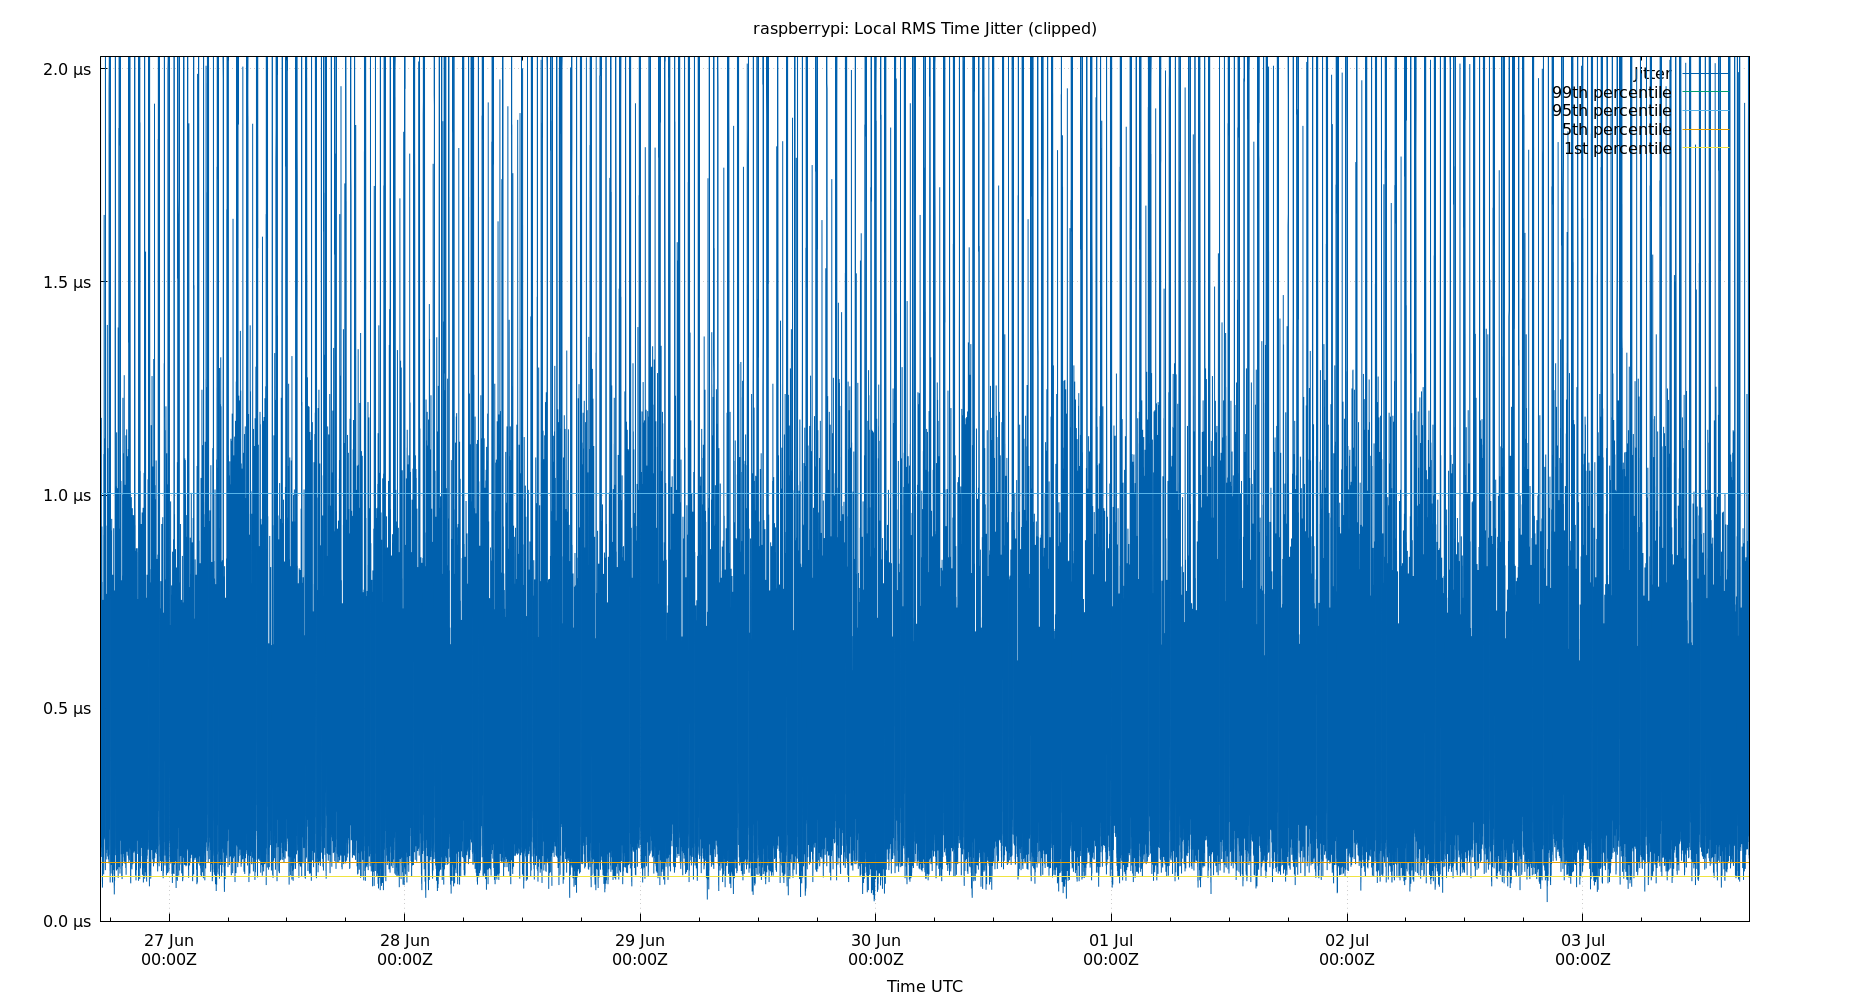 raspberrypi: Local RMS Time Jitter (clipped)
2.0 µs
1.5 µs
1.0 µs
0.5 µs
0.0 µs
Jitter
99th percentile
95th percentile
5th percentile
1st percentile
27 Jun
00:00Z
28 Jun
00:00Z
29 Jun
00:00Z
30 Jun
00:00Z
01 Jul
00:00Z
02 Jul
00:00Z
03 Jul
00:00Z
Time UTC